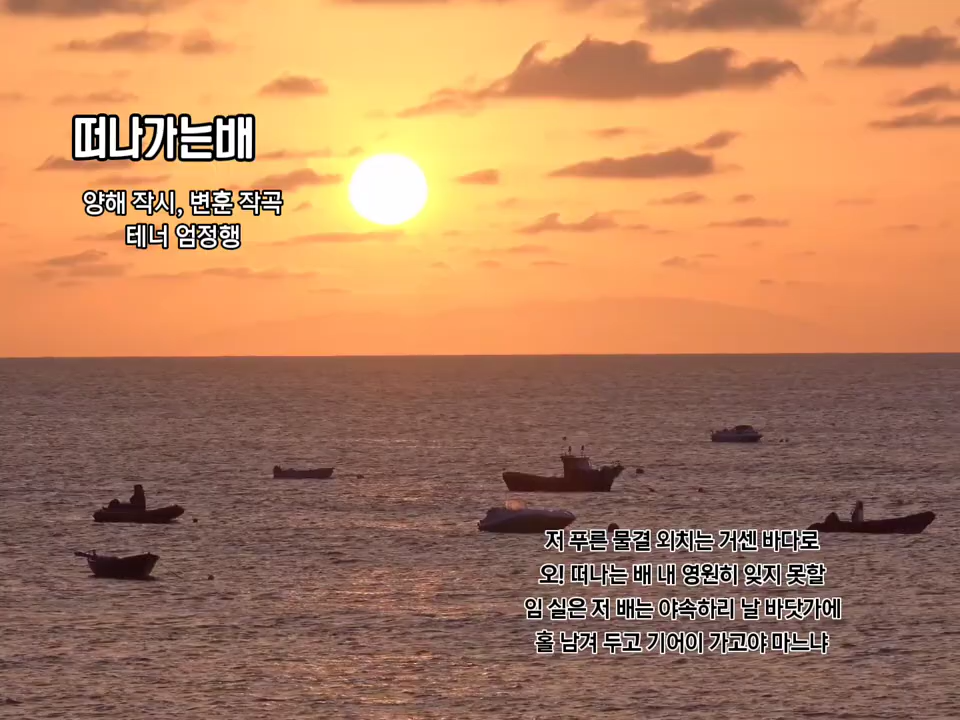 떠나가는배
양해 작시, 변훈 작곡
테너 엄정행
저 푸른 물결 외치는 거센 바다로
오! 떠나는 배 내 영원히 잊지 못할
임 실은 저 배는 야속하리 날 바닷가에
홀 남겨 두고 기어이 가고야 마느냐